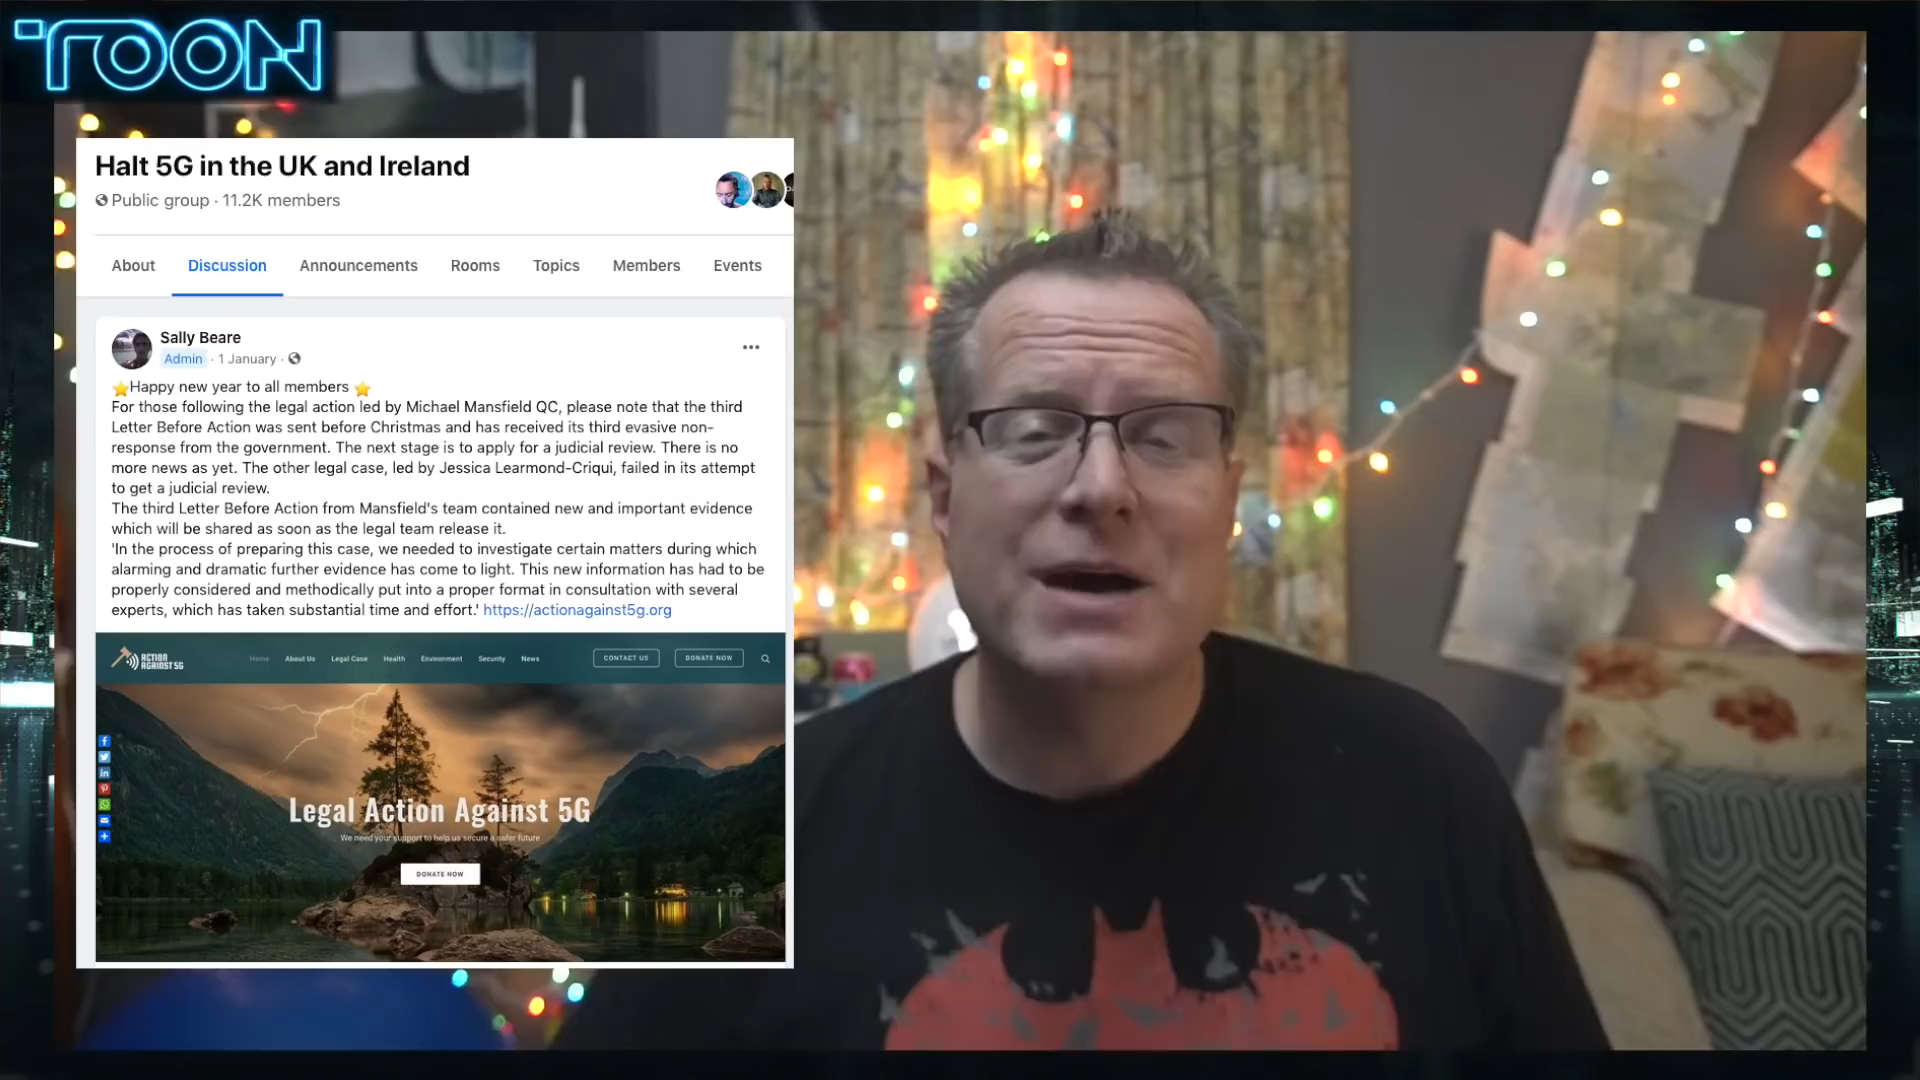 TOON
Halt 5G in the UK and Ireland
Public group · 11.2K members
About Discussion Announcements Rooms Topics Members Events
Sally Beare
Admin · 1 January ·
⭐Happy new year to all members ⭐
For those following the legal action led by Michael Mansfield QC, please note that the third
Letter Before Action was sent before Christmas and has received its third evasive non-
response from the government. The next stage is to apply for a judicial review. There is no
more news as yet. The other legal case, led by Jessica Learmond-Criqui, failed in its attempt
to get a judicial review.
The third Letter Before Action from Mansfield's team contained new and important evidence
which will be shared as soon as the legal team release it.
'In the process of preparing this case, we needed to investigate certain matters during which
alarming and dramatic further evidence has come to light. This new information has had to be
properly considered and methodically put into a proper format in consultation with several
experts, which has taken substantial time and effort.' https://actionagainst5g.org
ACTION
AGAINST 5G
Home About Us Legal Case Health Environment Security News CONTACT US DONATE NOW
Legal Action Against 5G
We need your support to help us secure a safer future
DONATE NOW